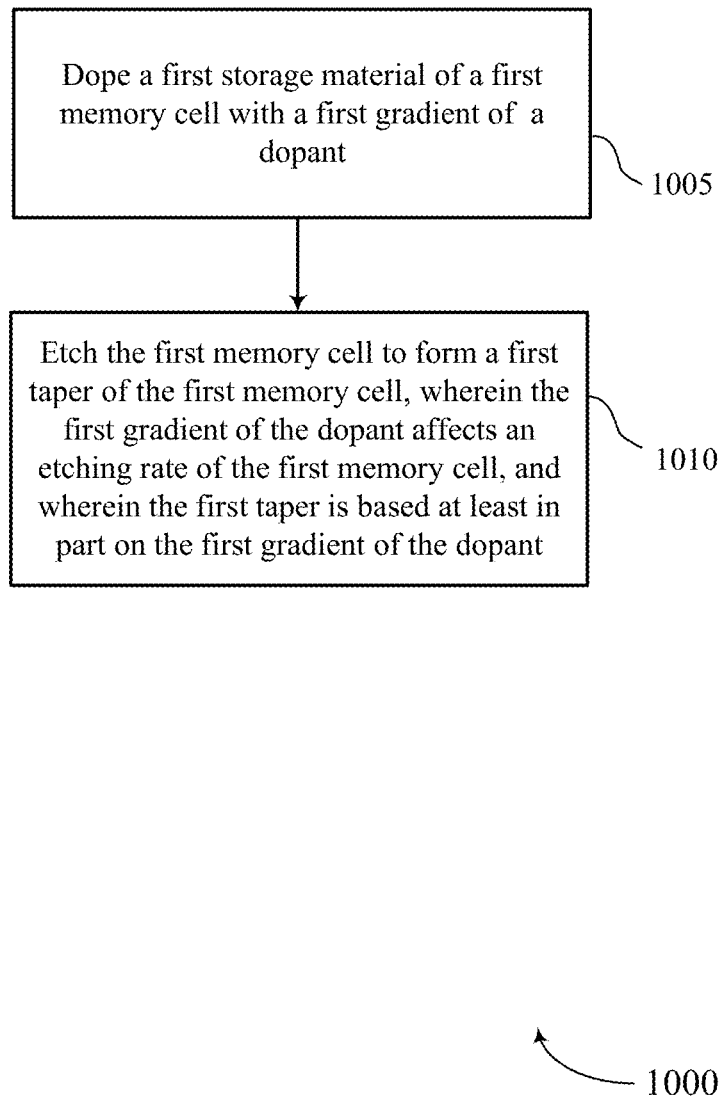 Dope a first storage material of a first
memory cell with a first gradient of a
dopant
1005
Etch the first memory cell to form a first
taper of the first memory cell, wherein the
first gradient of the dopant affects an
etching rate of the first memory cell, and
wherein the first taper is based at least in
part on the first gradient of the dopant
1010
1000